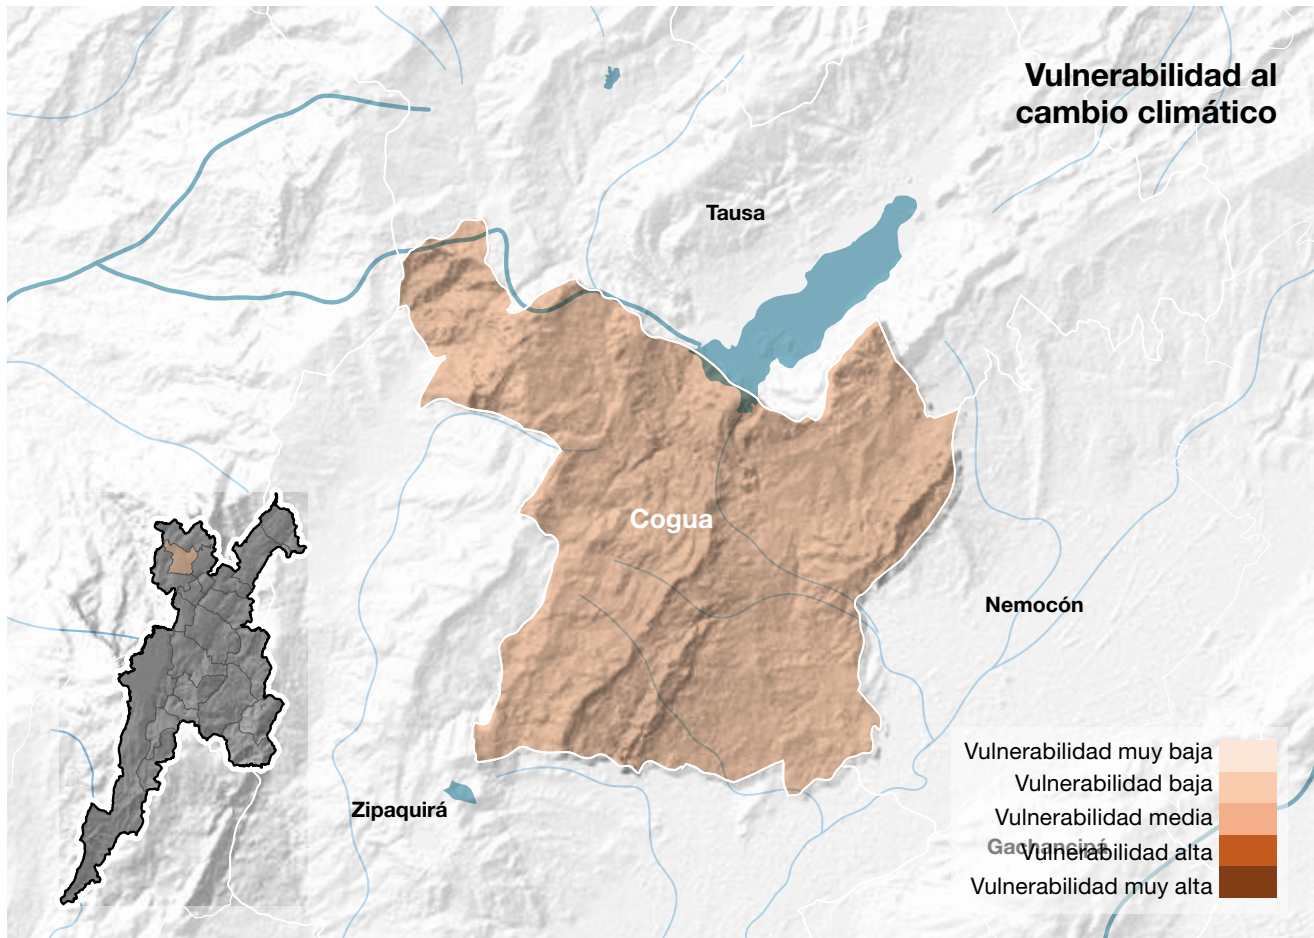 Vulnerabilidad al
cambio climático
Tausa
Cogua
Nemocón
Zipaquirá
Gachancipá
Vulnerabilidad muy baja
Vulnerabilidad baja
Vulnerabilidad media
Vulnerabilidad alta
Vulnerabilidad muy alta